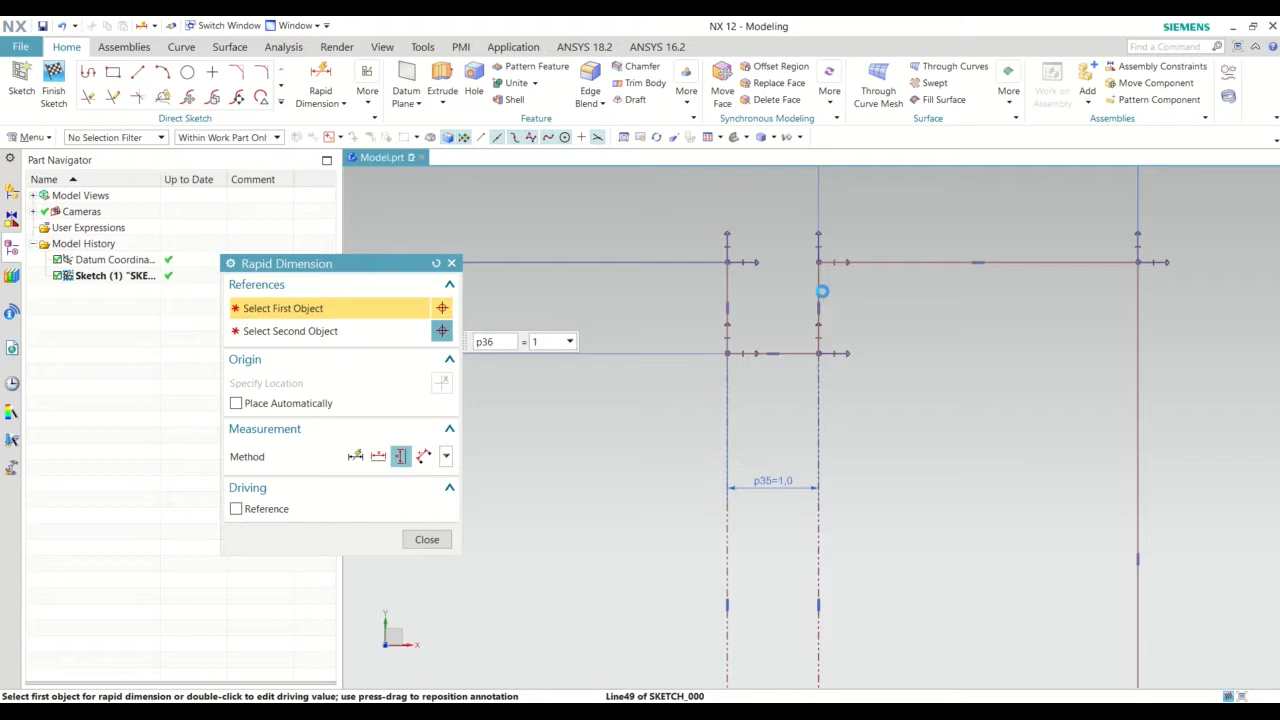 NX
Switch Window
Window
NX 12 - Modeling
SIEMENS
File
Home
Assemblies
Curve
Surface
Analysis
Render
View
Tools
PMI
Application
ANSYS 18.2
ANSYS 16.2
Find a Command
Sketch
Finish Sketch
Rapid Dimension
More
Datum Plane
Extrude
Hole
Pattern Feature
Unite
Shell
Edge Blend
Chamfer
Trim Body
Draft
More
Move Face
Offset Region
Replace Face
Delete Face
More
Through Curve Mesh
Through Curves
Swept
Fill Surface
More
Work on Assembly
Add
Assembly Constraints
Move Component
Pattern Component
Direct Sketch
Feature
Synchronous Modeling
Surface
Assemblies
Menu
No Selection Filter
Within Work Part Onl
Part Navigator
Model.prt
Name
Up to Date
Comment
Model Views
Cameras
User Expressions
Model History
Datum Coordina...
Sketch (1) "SKE...
Rapid Dimension
References
* Select First Object
* Select Second Object
Origin
Specify Location
Place Automatically
Measurement
Method
Driving
Reference
Close
p36 = 1
p35=1,0
Y
X
Select first object for rapid dimension or double-click to edit driving value; use press-drag to reposition annotation
Line49 of SKETCH_000